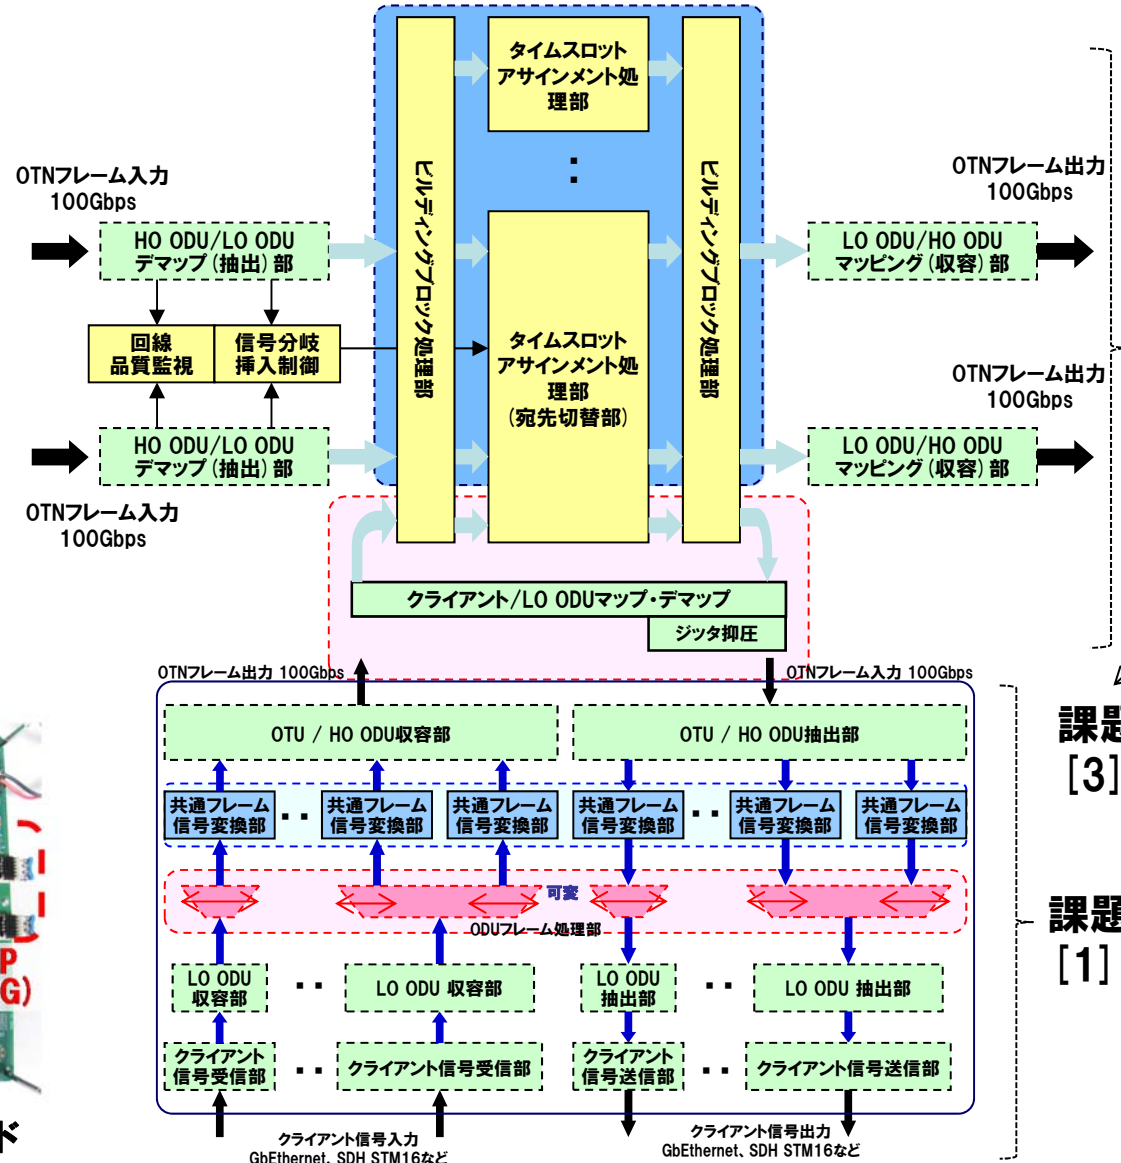 タイムスロット
アサインメント処
理部
:
OTNフレーム入力
100Gbps
OTNフレーム出力
100Gbps
HO ODU/LO ODU
デマップ(抽出)部
ビルディングブロック処理部
ビルディングブロック処理部
LO ODU/HO ODU
マッピング(収容)部
回線
品質監視
信号分岐
挿入制御
タイムスロット
アサインメント処
理部
(宛先切替部)
OTNフレーム出力
100Gbps
HO ODU/LO ODU
デマップ(抽出)部
LO ODU/HO ODU
マッピング(収容)部
OTNフレーム入力
100Gbps
クライアント/LO ODUマップ・デマップ
ジッタ抑圧
OTNフレーム出力 100Gbps
OTNフレーム入力 100Gbps
OTU / HO ODU収容部
OTU / HO ODU抽出部
課題
[3]
共通フレーム
信号変換部
・・
共通フレーム
信号変換部
共通フレーム
信号変換部
共通フレーム
信号変換部
・・
共通フレーム
信号変換部
共通フレーム
信号変換部
可変
ODUフレーム処理部
課題
[1]
P
G)
LO ODU
収容部
・・
LO ODU 収容部
LO ODU
抽出部
・・
LO ODU 抽出部
クライアント
信号受信部
・・
クライアント信号受信部
クライアント
信号送信部
・・
クライアント信号送信部
ド
クライアント信号入力
GbEthernet、SDH STM16など
クライアント信号出力
GbEthernet、SDH STM16など